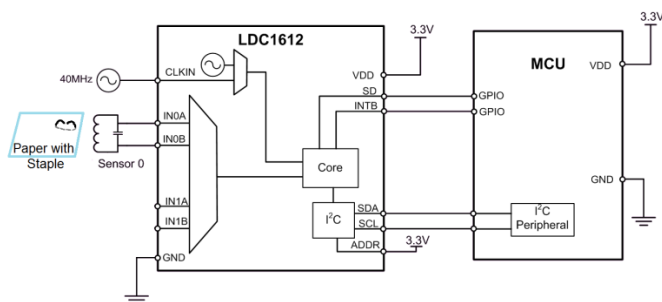 LDC1612
3.3V
3.3V
MCU
40MHz
CLKIN
VDD
VDD
SD
GPIO
INTB
GPIO
IN0A
IN0B
Paper with
Staple
Sensor 0
Core
IN1A
IN1B
GND
I²C
SDA
SCL
ADDR
3.3V
I²C
Peripheral
GND